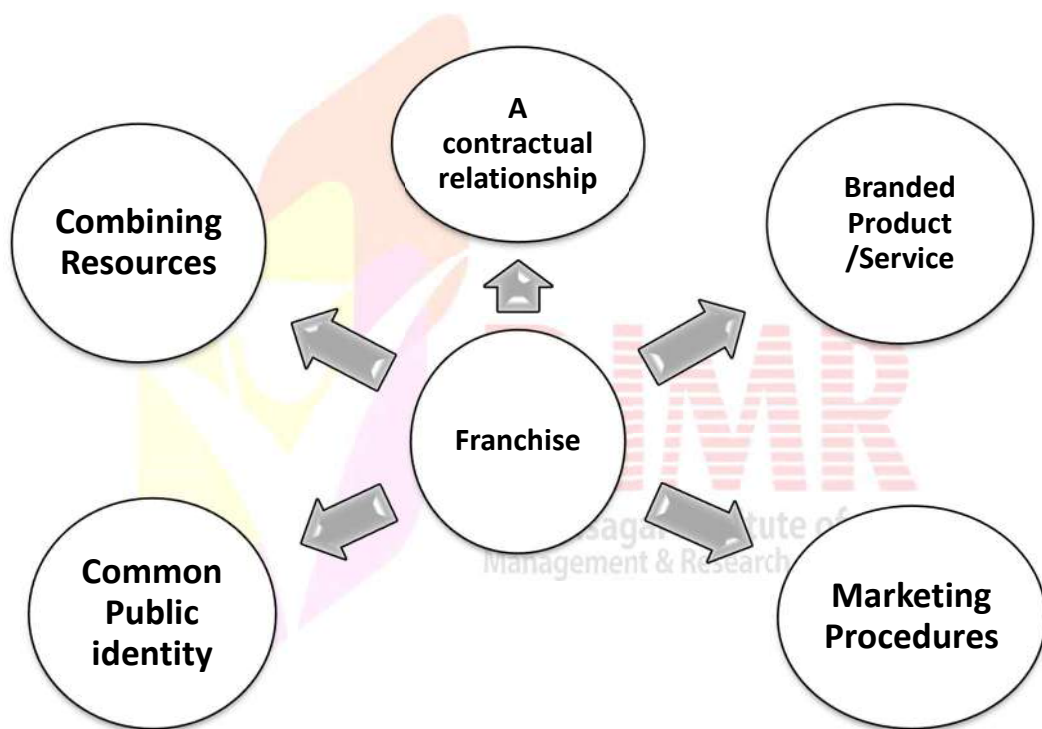 A
contractual
relationship
Branded
Product
/Service
Combining
Resources
Franchise
Common
Public
identity
Marketing
Procedures
Management & Research